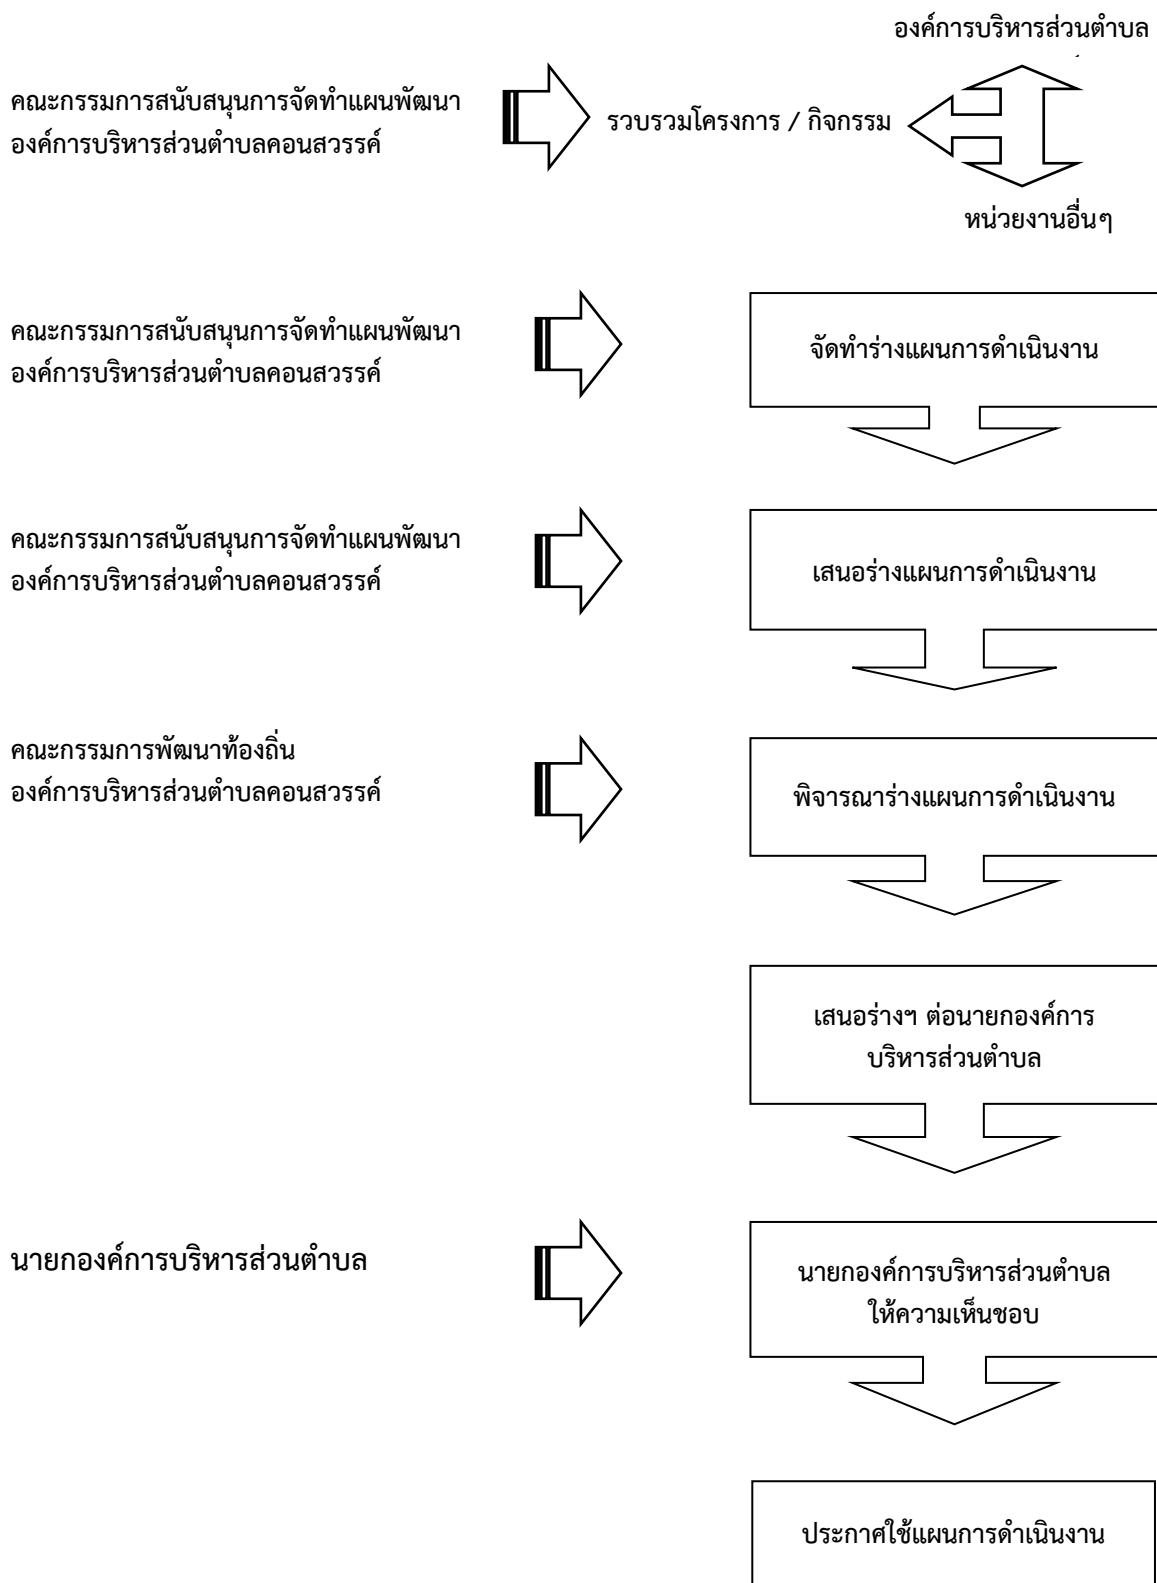 องค์การบริหารส่วนตำบล
คณะกรรมการสนับสนุนการจัดทำแผนพัฒนา
องค์การบริหารส่วนตำบลคอนสวรรค์
รวบรวมโครงการ / กิจกรรม
หน่วยงานอื่นๆ
คณะกรรมการสนับสนุนการจัดทำแผนพัฒนา
องค์การบริหารส่วนตำบลคอนสวรรค์
จัดทำร่างแผนการดำเนินงาน
คณะกรรมการสนับสนุนการจัดทำแผนพัฒนา
องค์การบริหารส่วนตำบลคอนสวรรค์
เสนอร่างแผนการดำเนินงาน
คณะกรรมการพัฒนาท้องถิ่น
องค์การบริหารส่วนตำบลคอนสวรรค์
พิจารณาร่างแผนการดำเนินงาน
เสนอร่างฯ ต่อนายกองค์การ
บริหารส่วนตำบล
นายกองค์การบริหารส่วนตำบล
นายกองค์การบริหารส่วนตำบล
ให้ความเห็นชอบ
ประกาศใช้แผนการดำเนินงาน